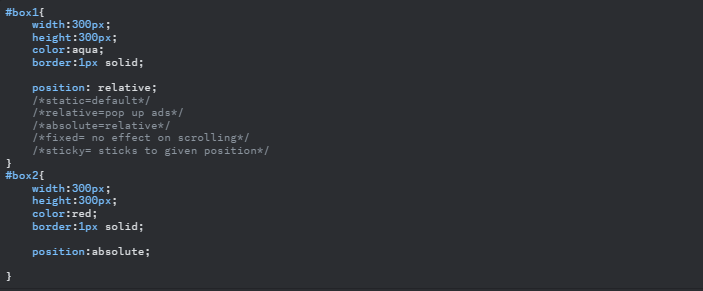 #box1{
    width:300px;
    height:300px;
    color:aqua;
    border:1px solid;

    position: relative;
    /*static=default*/
    /*relative=pop up ads*/
    /*absolute=relative*/
    /*fixed= no effect on scrolling*/
    /*sticky= sticks to given position*/
}
#box2{
    width:300px;
    height:300px;
    color:red;
    border:1px solid;

    position:absolute;

}